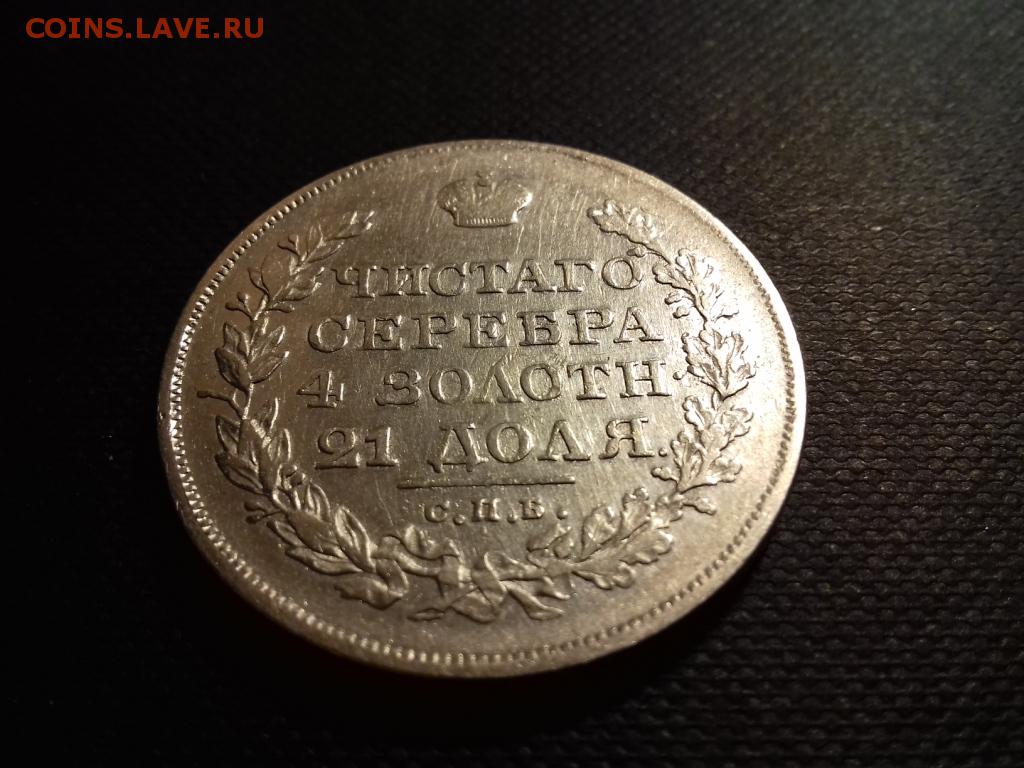 COINS.LAVE.RU
ЧИСТАГО
СЕРЕБРА
4 ЗОЛОТН.
21 ДОЛЯ.
С.П.Б.